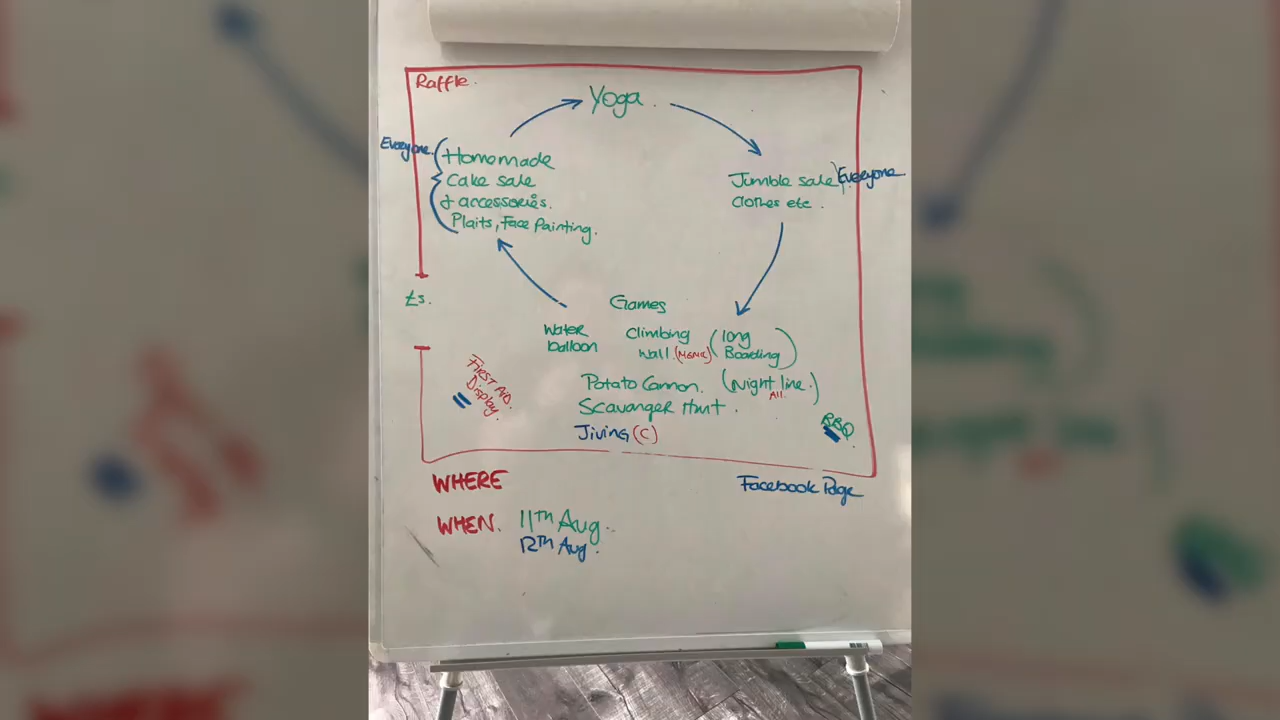 Raffle.
Yoga.
Everyone.
Homemade
Cake sale
& accessories.
Plaits, Face Painting.
Jumble sale
Clothes etc.
Everyone
£s.
Games
Water
balloon
Climbing
Wall.
(long
Boarding)
Potato Cannon.
(Night line.)
All.
Scavanger Hunt.
Jiving (C)
FIRST AID
Display.
BBQ.
WHERE
Facebook Page
WHEN. 11TH Aug.
12TH Aug.